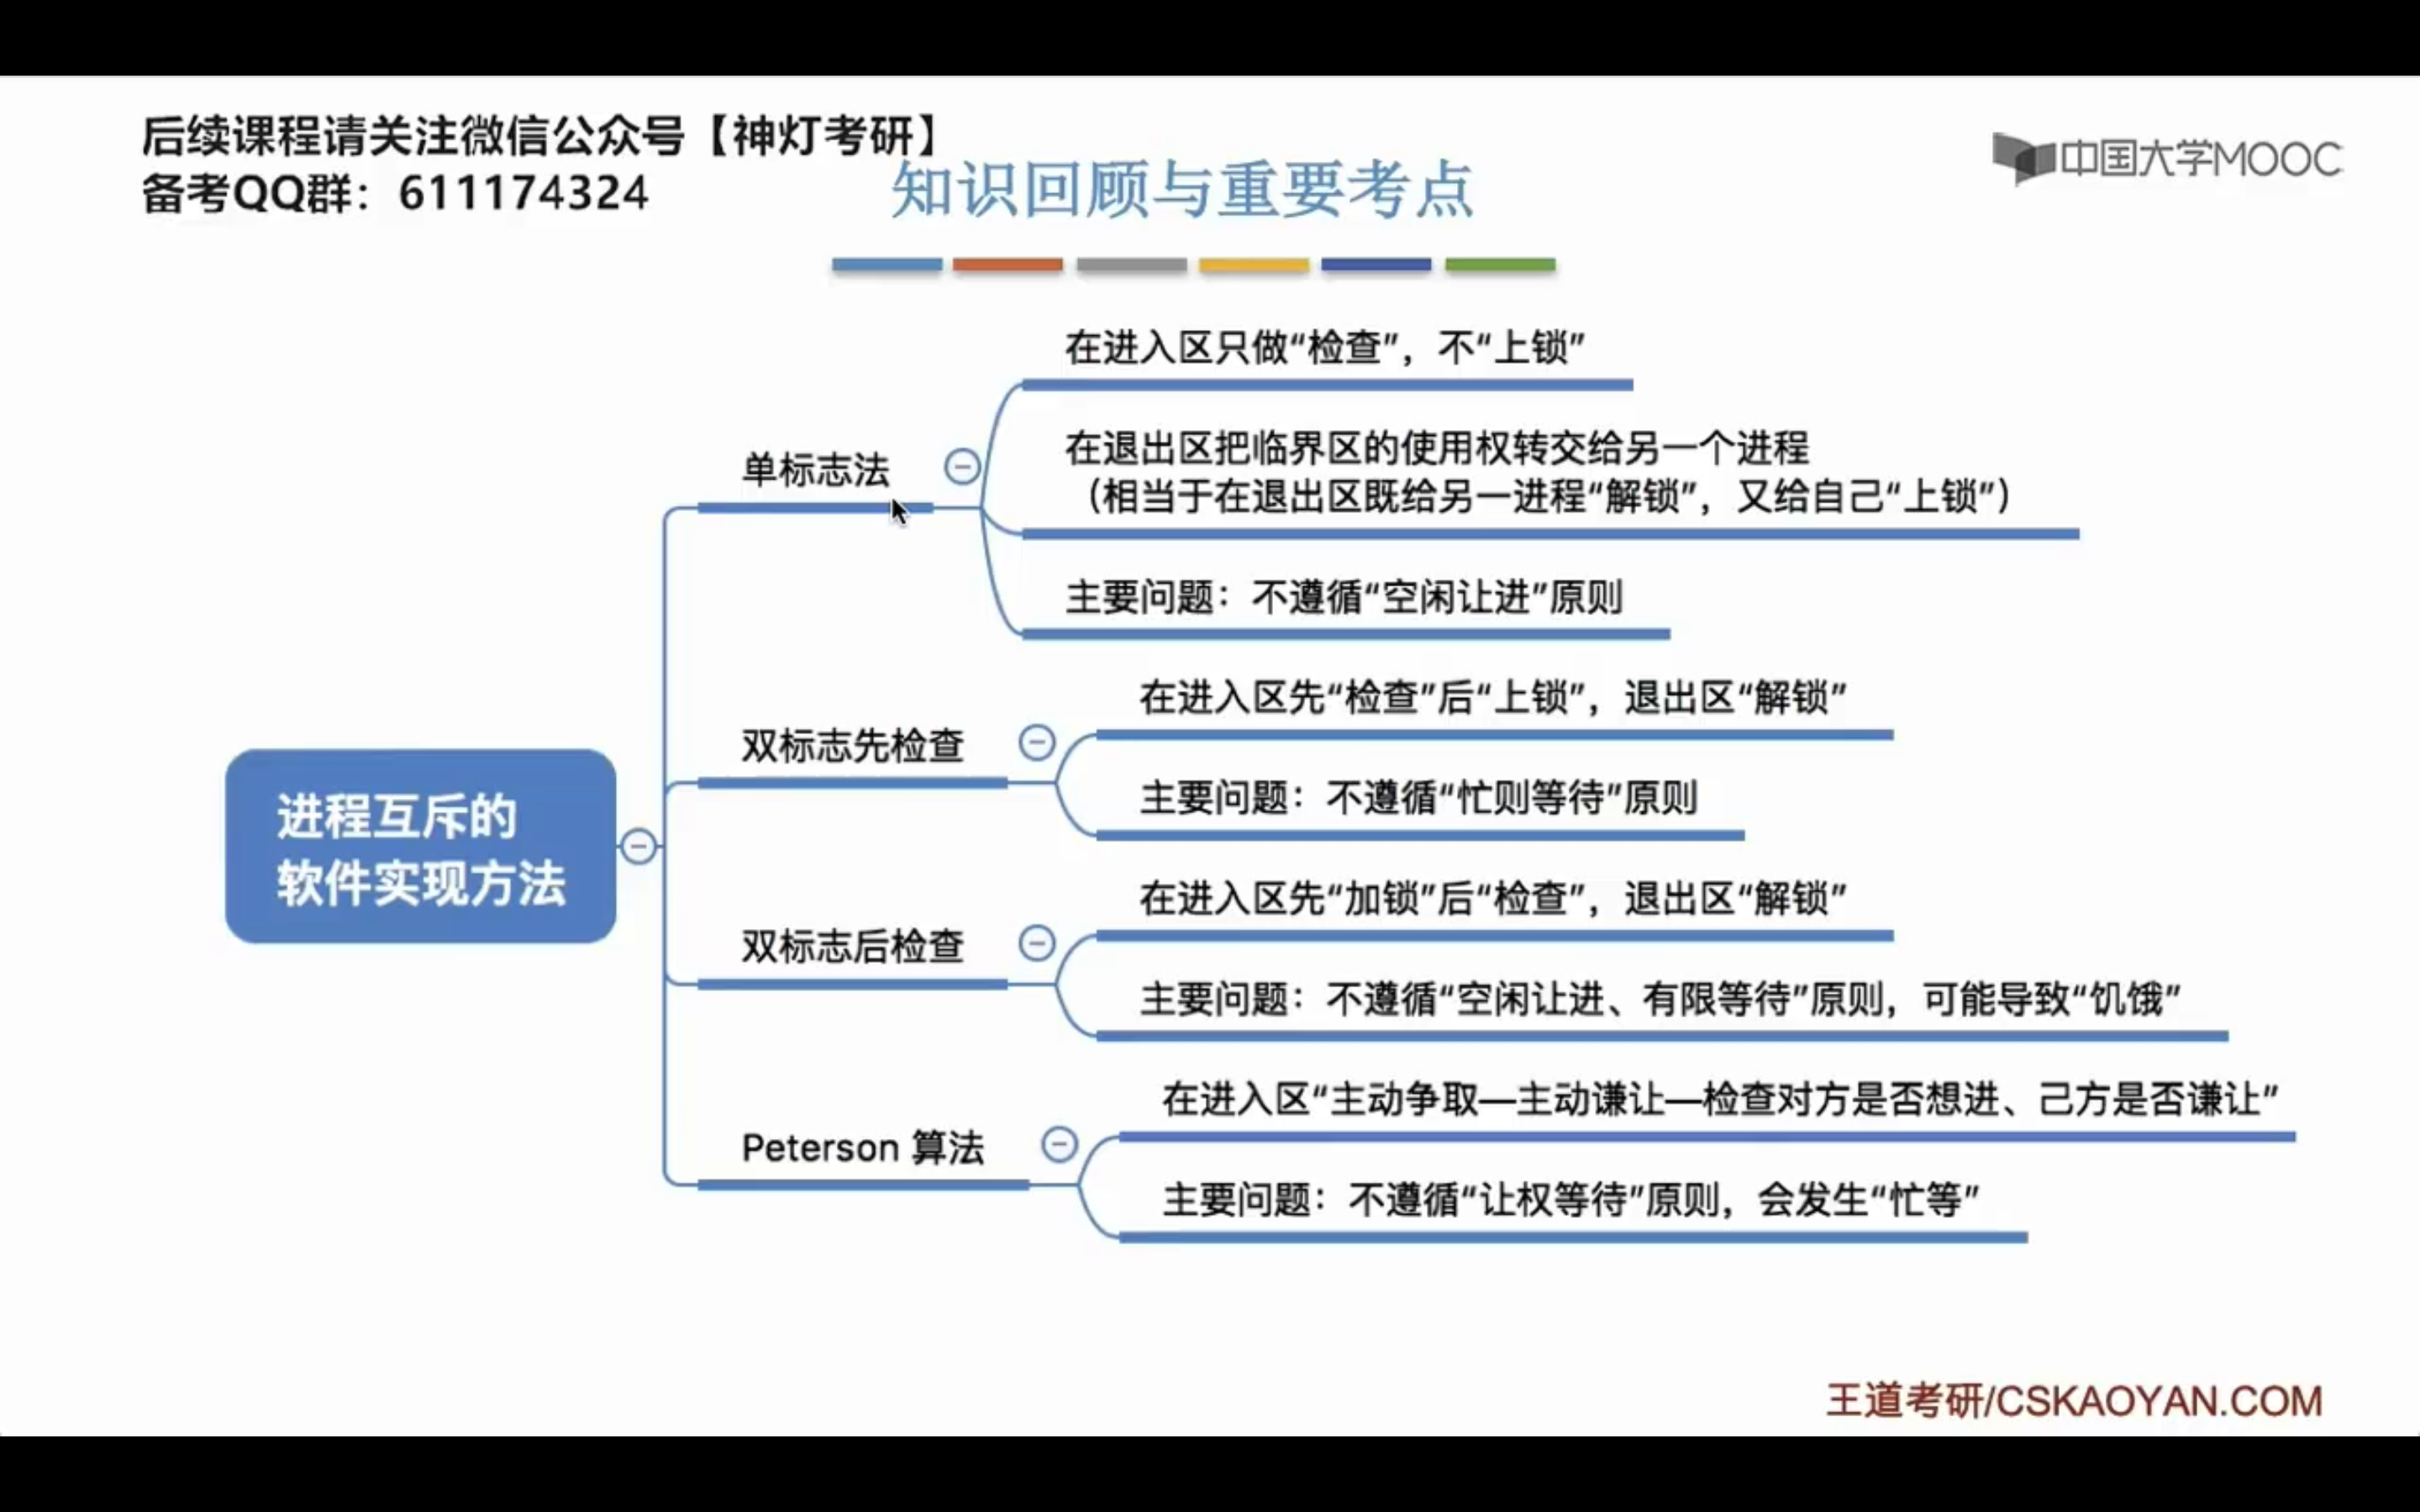 后续课程请关注微信公众号【神灯考研】
备考QQ群：611174324
中国大学MOOC
知识回顾与重要考点
在进入区只做“检查”，不“上锁”
单标志法
在退出区把临界区的使用权转交给另一个进程
（相当于在退出区既给另一进程“解锁”，又给自己“上锁”）
主要问题：不遵循“空闲让进”原则
在进入区先“检查”后“上锁”，退出区“解锁”
双标志先检查
主要问题：不遵循“忙则等待”原则
进程互斥的
软件实现方法
在进入区先“加锁”后“检查”，退出区“解锁”
双标志后检查
主要问题：不遵循“空闲让进、有限等待”原则，可能导致“饥饿”
在进入区“主动争取—主动谦让—检查对方是否想进、己方是否谦让”
Peterson 算法
主要问题：不遵循“让权等待”原则，会发生“忙等”
王道考研/CSKAOYAN.COM